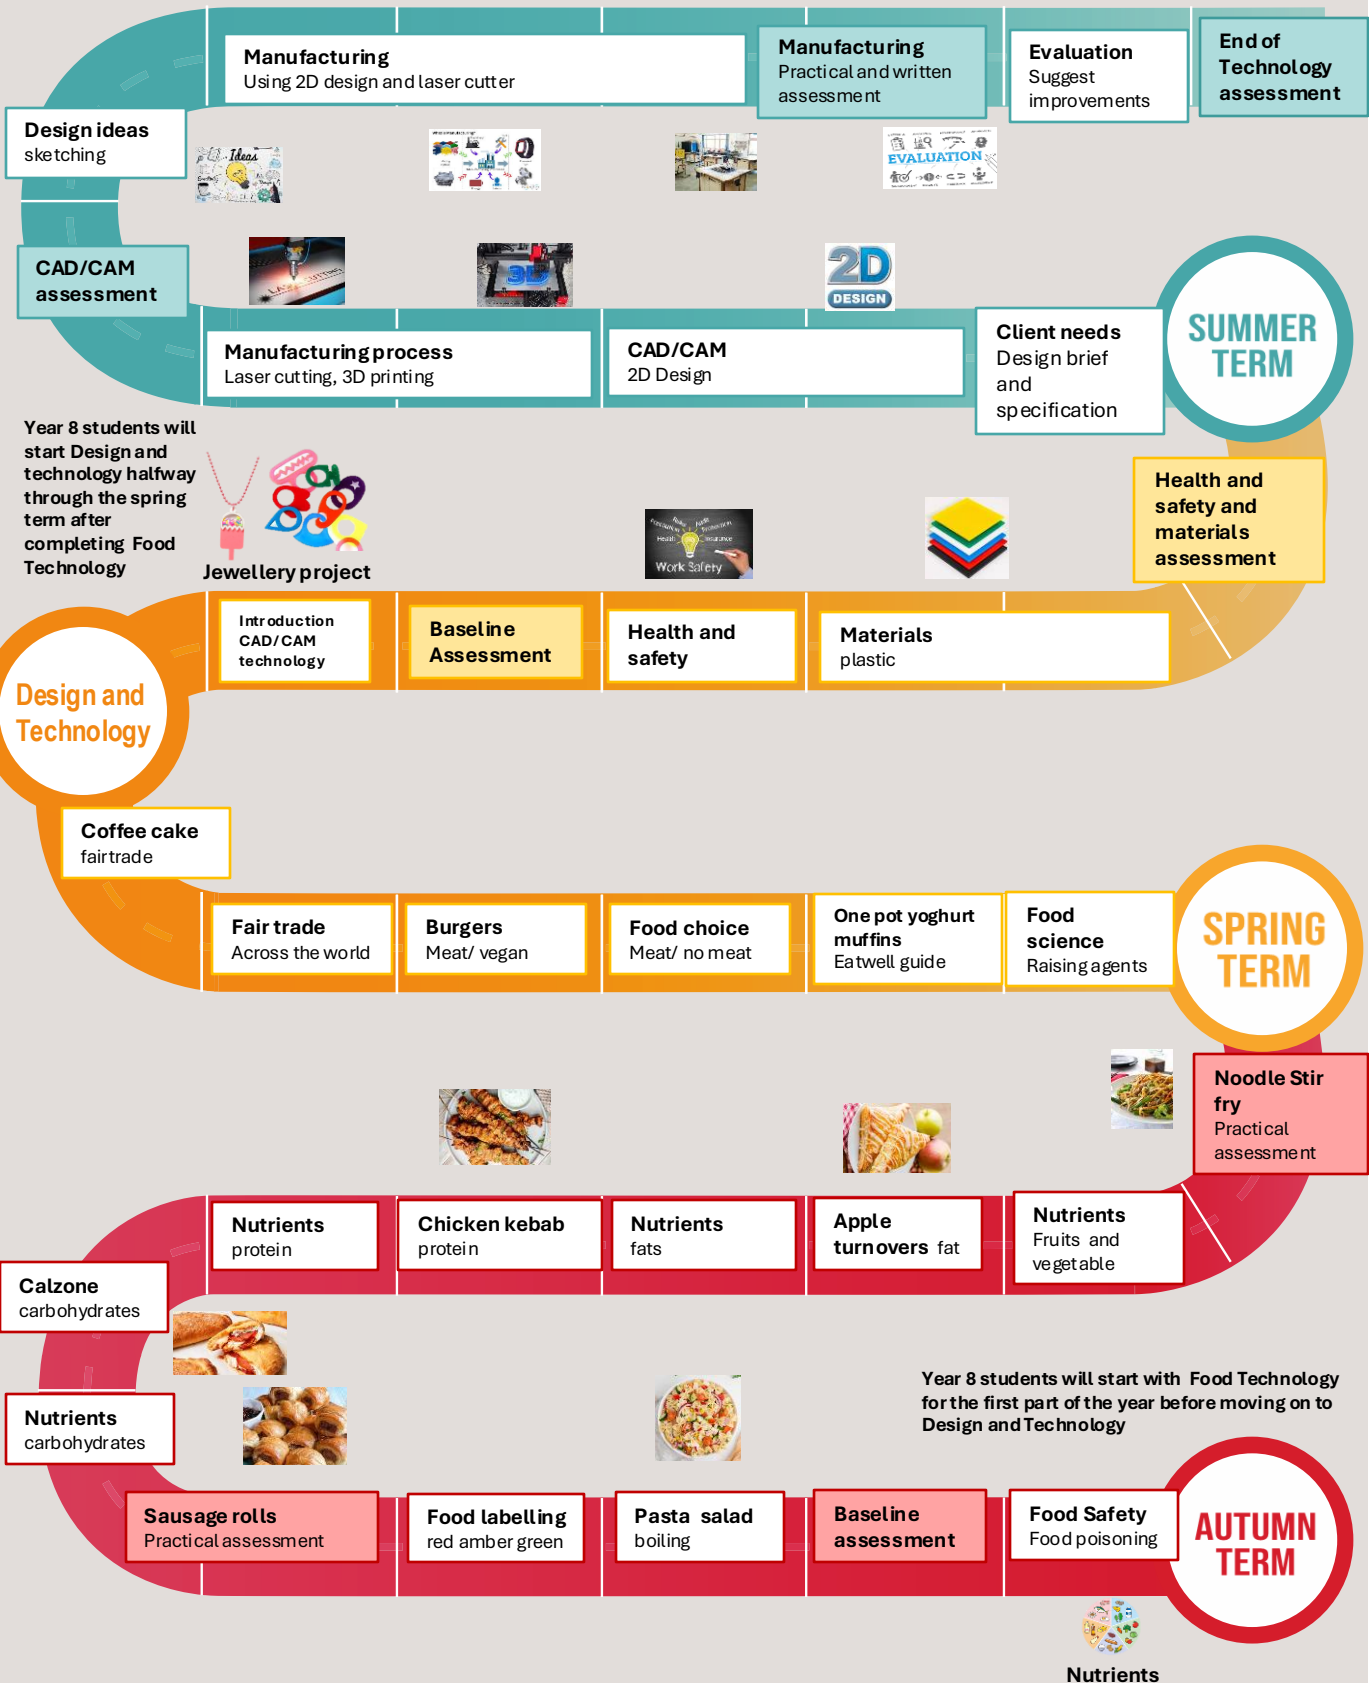 Manufacturing
Using 2D design and laser cutter
Manufacturing
Practical and written
assessment
Evaluation
Suggest
improvements
End of
Technology
assessment
Design ideas
sketching
Ideas
EVALUATION
CAD/CAM
assessment
LASER CUTTING
3D
2D
DESIGN
Manufacturing process
Laser cutting, 3D printing
CAD/CAM
2D Design
Client needs
Design brief
and
specification
SUMMER
TERM
Year 8 students will
start Design and
technology halfway
through the spring
term after
completing Food
Technology
Jewellery project
Health
Insurance
Work Safety
Health and
safety and
materials
assessment
Introduction
CAD/CAM
technology
Baseline
Assessment
Health and
safety
Materials
plastic
Design and
Technology
Coffee cake
fairtrade
Fair trade
Across the world
Burgers
Meat/ vegan
Food choice
Meat/ no meat
One pot yoghurt
muffins
Eatwell guide
Food
science
Raising agents
SPRING
TERM
Noodle Stir
fry
Practical
assessment
Nutrients
protein
Chicken kebab
protein
Nutrients
fats
Apple
turnovers fat
Nutrients
Fruits and
vegetable
Calzone
carbohydrates
Nutrients
carbohydrates
Year 8 students will start with Food Technology
for the first part of the year before moving on to
Design and Technology
Sausage rolls
Practical assessment
Food labelling
red amber green
Pasta salad
boiling
Baseline
assessment
Food Safety
Food poisoning
AUTUMN
TERM
Nutrients